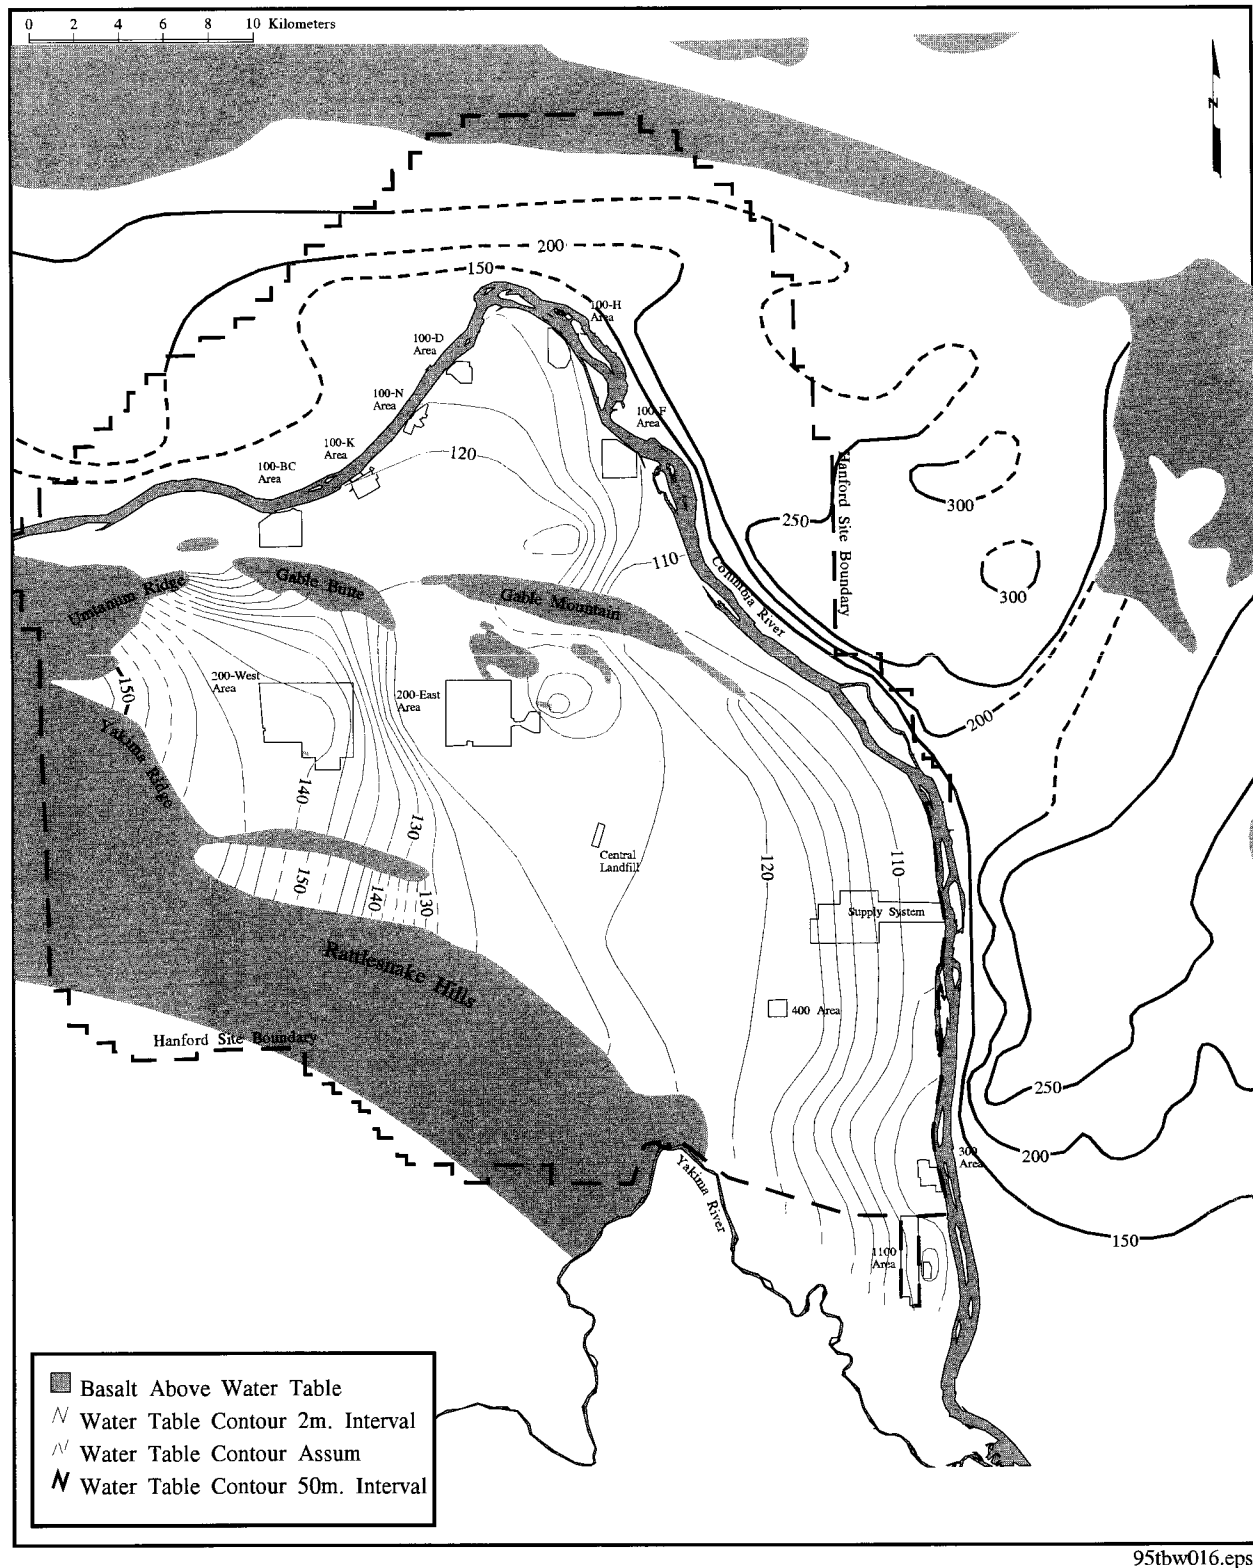 0 2 4 6 8 10 Kilometers
N
200
150
100-H
Area
100-D
Area
100-N
Area
100-F
Area
100-K
Area
120
100-BC
Area
300
250
110
Hanford Site Boundary
Columbia River
300
Umtanum Ridge
Gable Butte
Gable Mountain
200-West
Area
150
200-East
Area
200
Yakima Ridge
140
130
Central
Landfill
120
110
150
140
130
Supply System
Rattlesnake Hills
400 Area
Hanford Site Boundary
250
200
300
Area
Yakima River
150
1100
Area
Basalt Above Water Table
Water Table Contour 2m. Interval
Water Table Contour Assum
Water Table Contour 50m. Interval
95tbw016.eps